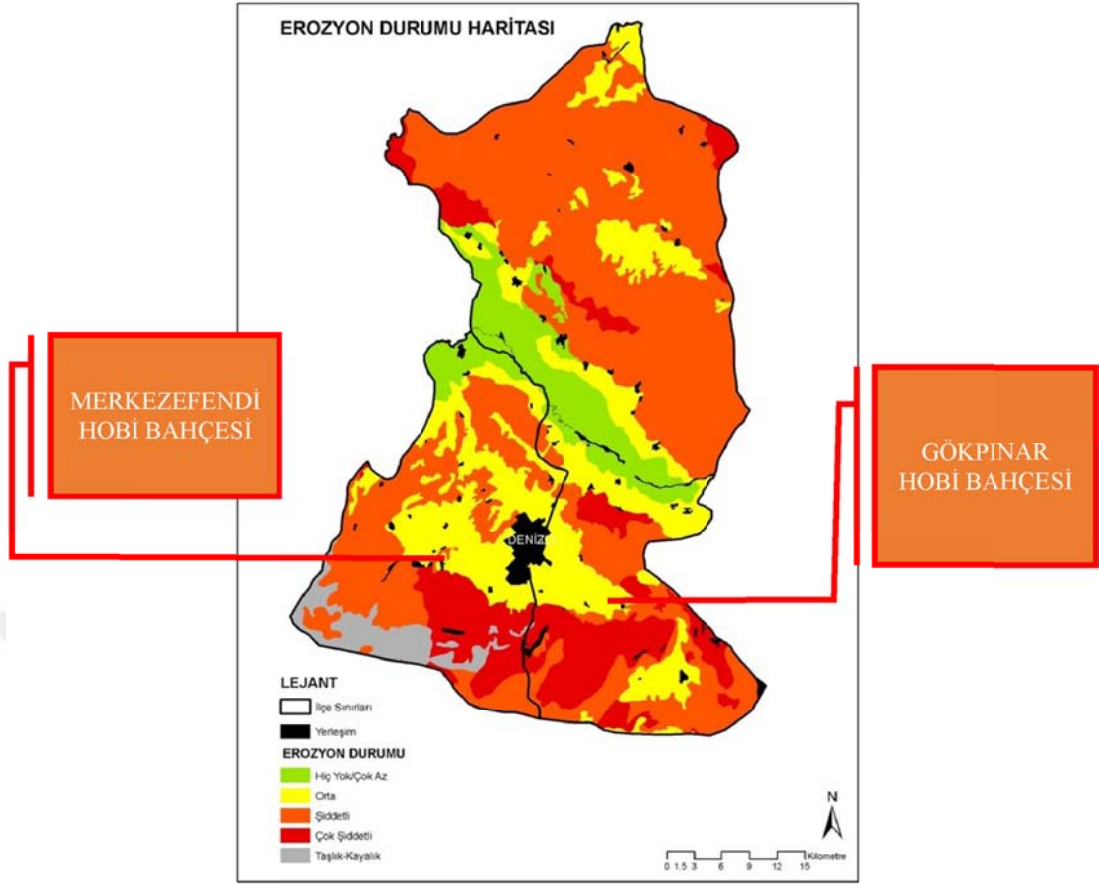 EROZYON DURUMU HARİTASI
MERKEZEFENDİ
HOBİ BAHÇESİ
GÖKPINAR
HOBİ BAHÇESİ
DENİZ
LEJANT
İlçe Sınırları
Yerleşim
EROZYON DURUMU
Hiç Yok/Çok Az
Orta
Şiddetli
Çok Şiddetli
Taşlık-Kayalık
N
Kilometre
0 1.5 3 6 9 12 15